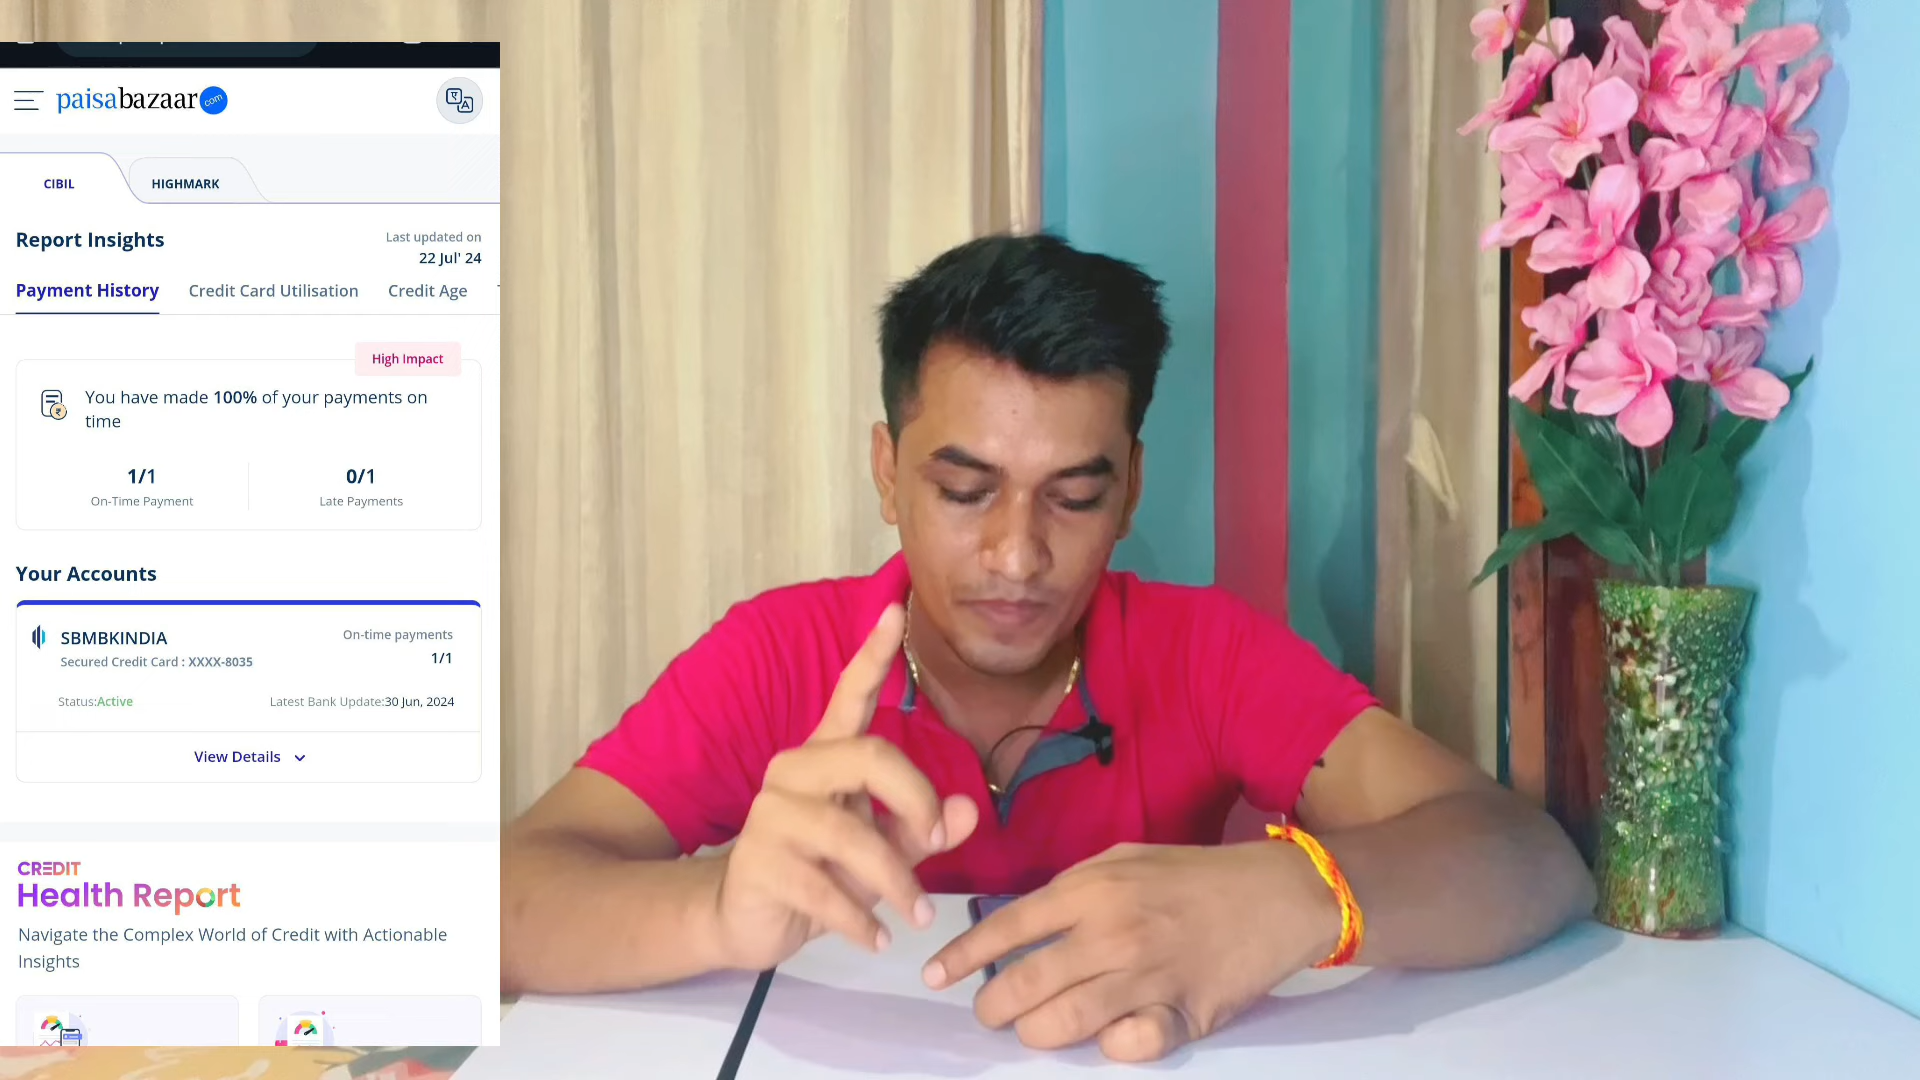 paisabazaar.com
CIBIL
HIGHMARK
Report Insights
Last updated on
22 Jul' 24
Payment History
Credit Card Utilisation
Credit Age
High Impact
You have made 100% of your payments on
time
1/1
0/1
On-Time Payment
Late Payments
Your Accounts
SBMBKINDIA
On-time payments
Secured Credit Card : XXXX-8035
1/1
Status:Active
Latest Bank Update:30 Jun, 2024
View Details
CREDIT
Health Report
Navigate the Complex World of Credit with Actionable
Insights